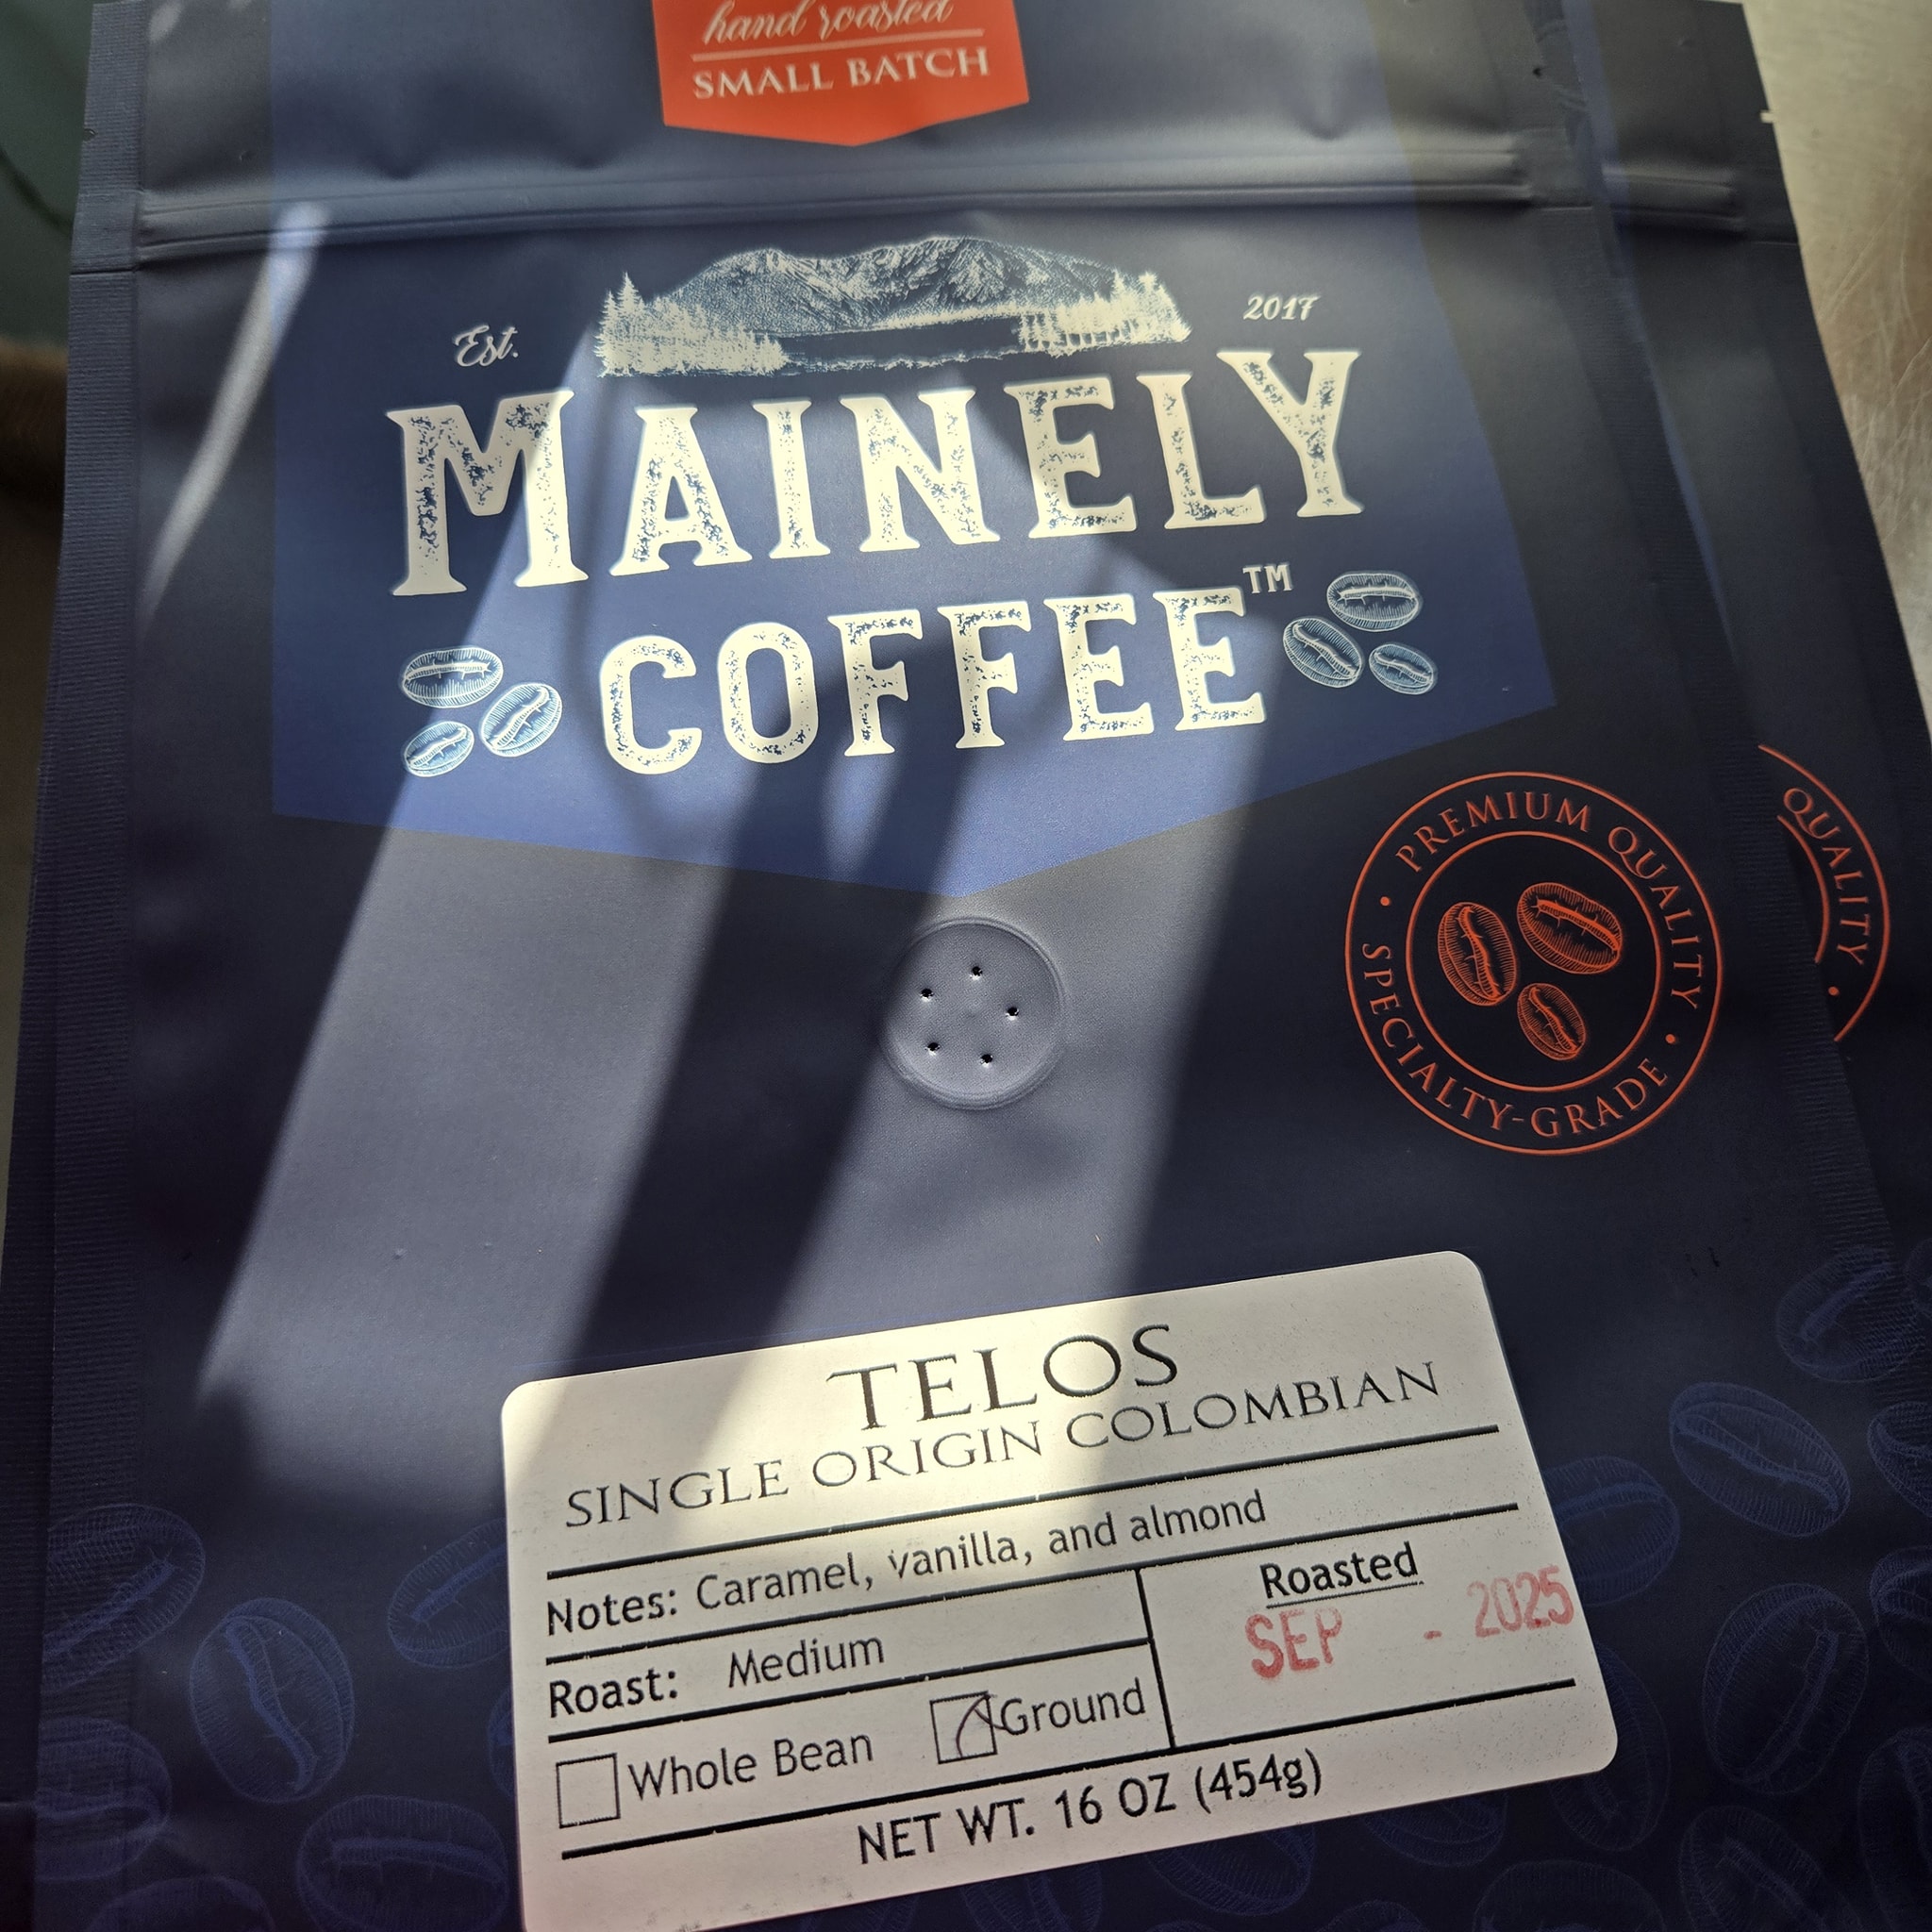 hand roasted
SMALL BATCH
Est.
2017
MAINELY
COFFEE™
PREMIUM QUALITY
• SPECIALTY-GRADE •
QUALITY •
TELOS
SINGLE ORIGIN COLOMBIAN
Notes: Caramel, vanilla, and almond
Roast: Medium
Roasted
SEP - 2025
Whole Bean
Ground
NET WT. 16 OZ (454g)